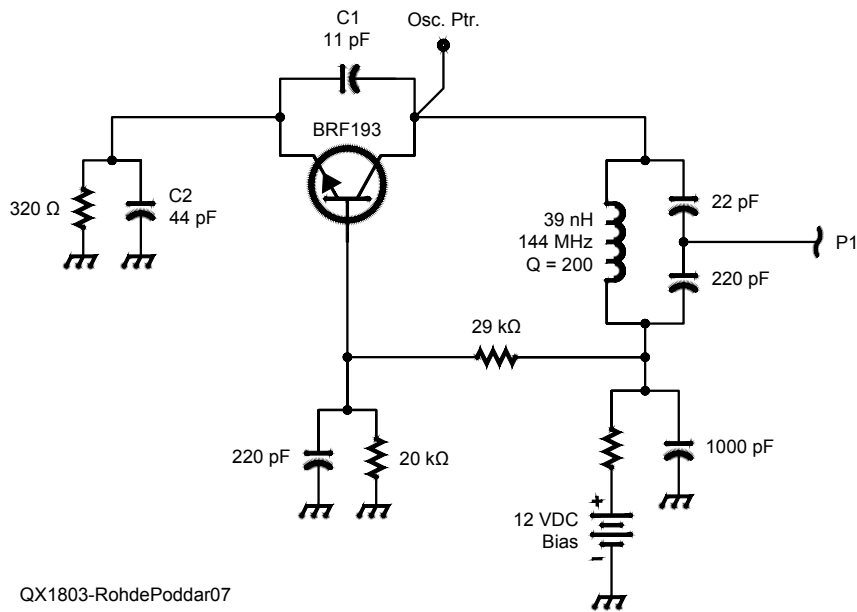 C1
11 pF
Osc. Ptr.
BRF193
320 Ω
C2
44 pF
39 nH
144 MHz
Q = 200
22 pF
P1
220 pF
29 kΩ
220 pF
20 kΩ
1000 pF
+
12 VDC
Bias
-
QX1803-RohdePoddar07